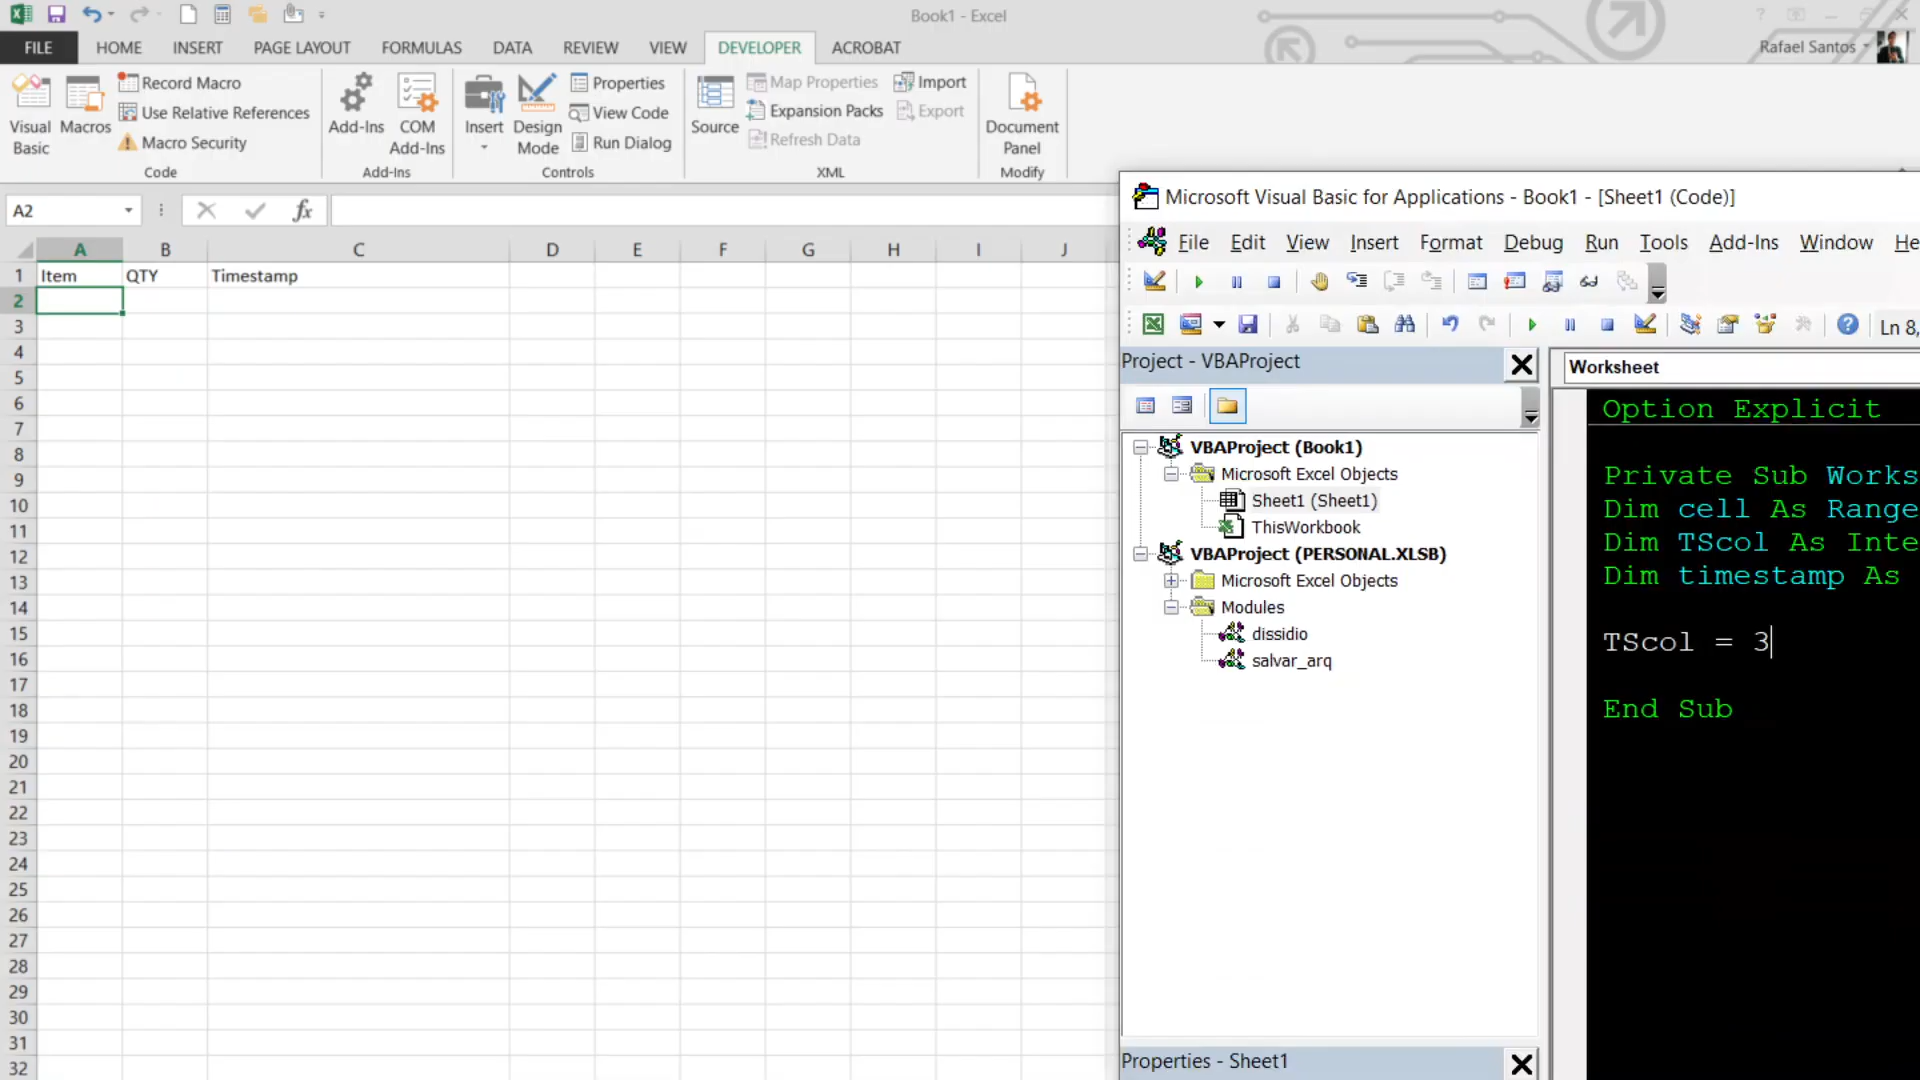 Book1 - Excel
Rafael Santos
FILE HOME INSERT PAGE LAYOUT FORMULAS DATA REVIEW VIEW DEVELOPER ACROBAT
Visual Basic
Macros
Record Macro
Use Relative References
Macro Security
Code
Add-Ins
COM Add-Ins
Add-Ins
Insert
Design Mode
Properties
View Code
Run Dialog
Controls
Source
Map Properties
Expansion Packs
Refresh Data
Import
Export
XML
Document Panel
Modify
A2
fx
A B C D E F G H I J
1 Item QTY Timestamp
2
3
4
5
6
7
8
9
10
11
12
13
14
15
16
17
18
19
20
21
22
23
24
25
26
27
28
29
30
31
32
Microsoft Visual Basic for Applications - Book1 - [Sheet1 (Code)]
File Edit View Insert Format Debug Run Tools Add-Ins Window He
Ln 8,
Project - VBAProject
VBAProject (Book1)
Microsoft Excel Objects
Sheet1 (Sheet1)
ThisWorkbook
VBAProject (PERSONAL.XLSB)
Microsoft Excel Objects
Modules
dissidio
salvar_arq
Properties - Sheet1
Worksheet
Option Explicit
Private Sub Works
Dim cell As Range
Dim TScol As Inte
Dim timestamp As
TScol = 3
End Sub